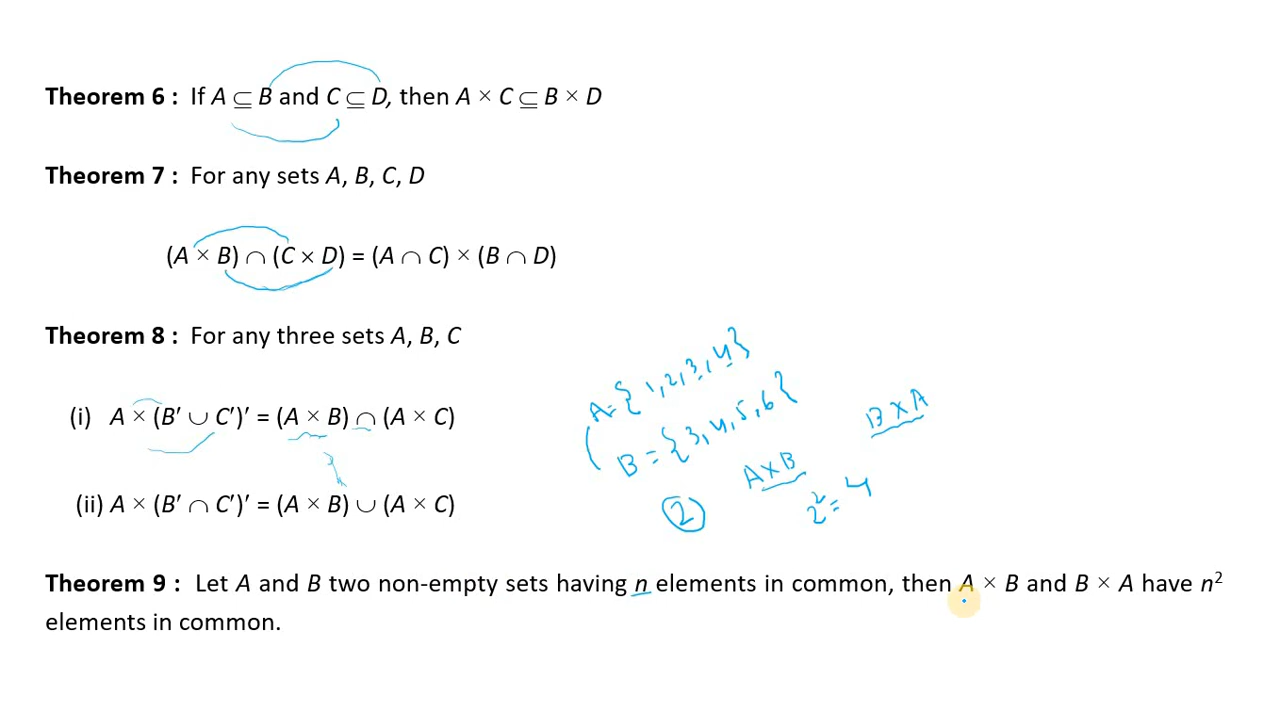 Theorem 6 : If A ⊆ B and C ⊆ D, then A × C ⊆ B × D
Theorem 7 : For any sets A, B, C, D
(A × B) ∩ (C × D) = (A ∩ C) × (B ∩ D)
Theorem 8 : For any three sets A, B, C
(i) A × (B′ ∪ C′)′ = (A × B) ∩ (A × C)
(ii) A × (B′ ∩ C′)′ = (A × B) ∪ (A × C)
A = {1, 2, 3, 4}
B = {3, 4, 5, 6}
A×B
B×A
2
2² = 4
Theorem 9 : Let A and B two non-empty sets having n elements in common, then A × B and B × A have n²
elements in common.